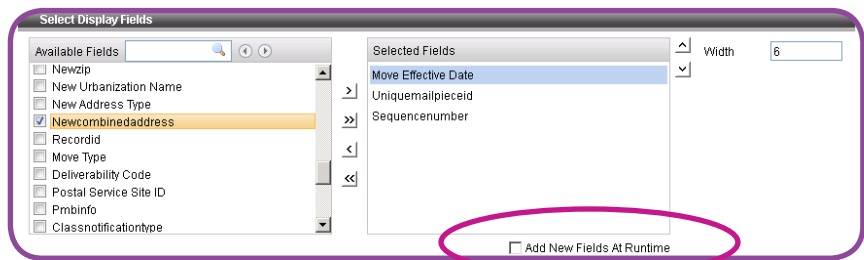 Select Display Fields
Available Fields
Selected Fields
Width 6
Newzip
New Urbanization Name
New Address Type
Newcombinedaddress
Recordid
Move Type
Deliverability Code
Postal Service Site ID
Pmbinfo
Classnotificationtype
>
>>
<
<<
Move Effective Date
Uniquemailpieceid
Sequencenumber
Add New Fields At Runtime